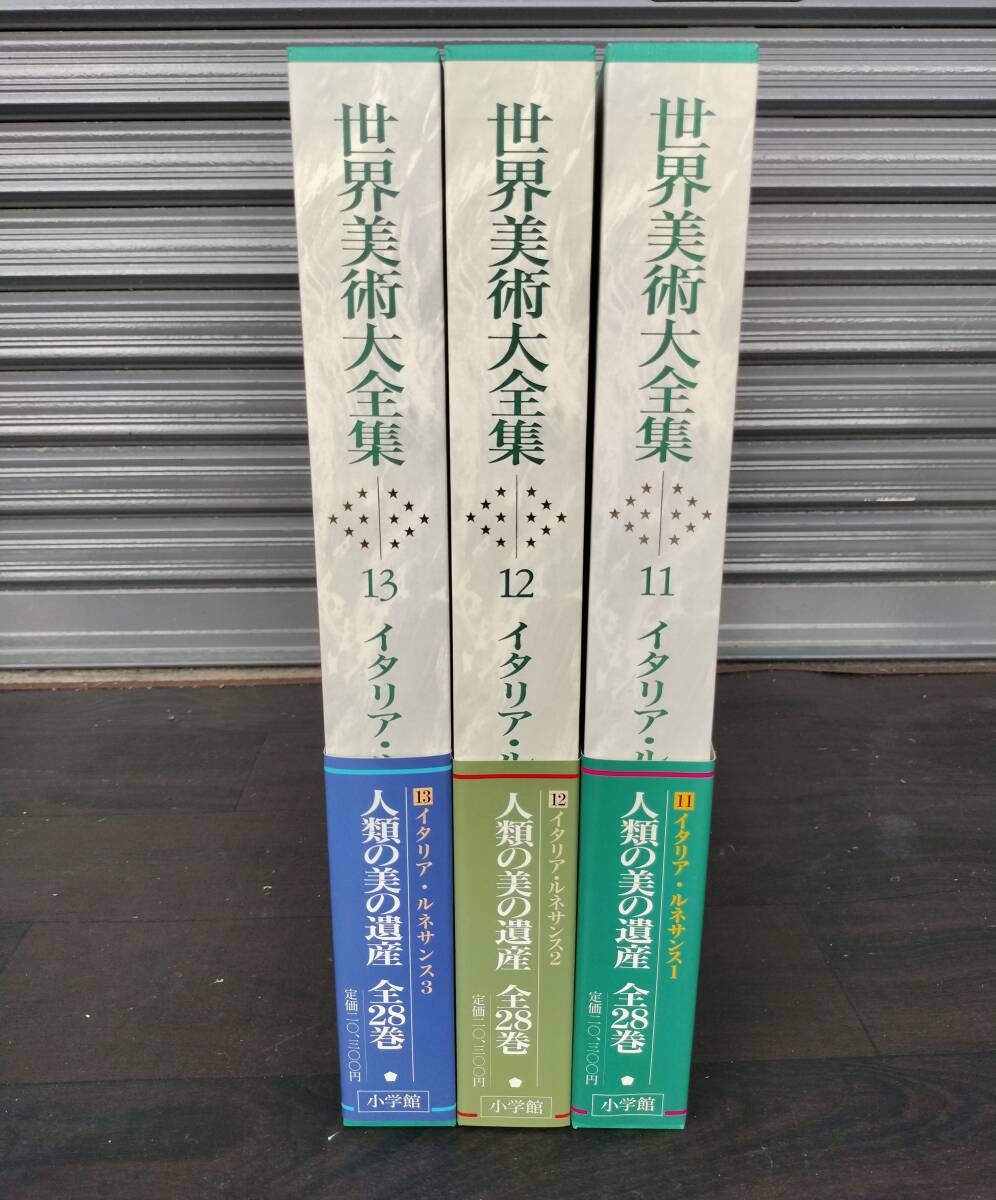 世界美術大全集
13
イタリア・ル
13 イタリア・ルネサンス3
人類の美の遺産 全28巻
定価二〇、三〇〇円
小学館
世界美術大全集
12
イタリア・ル
12 イタリア・ルネサンス2
人類の美の遺産 全28巻
定価二〇、三〇〇円
小学館
世界美術大全集
11
イタリア・ル
11 イタリア・ルネサンス1
人類の美の遺産 全28巻
定価二〇、三〇〇円
小学館